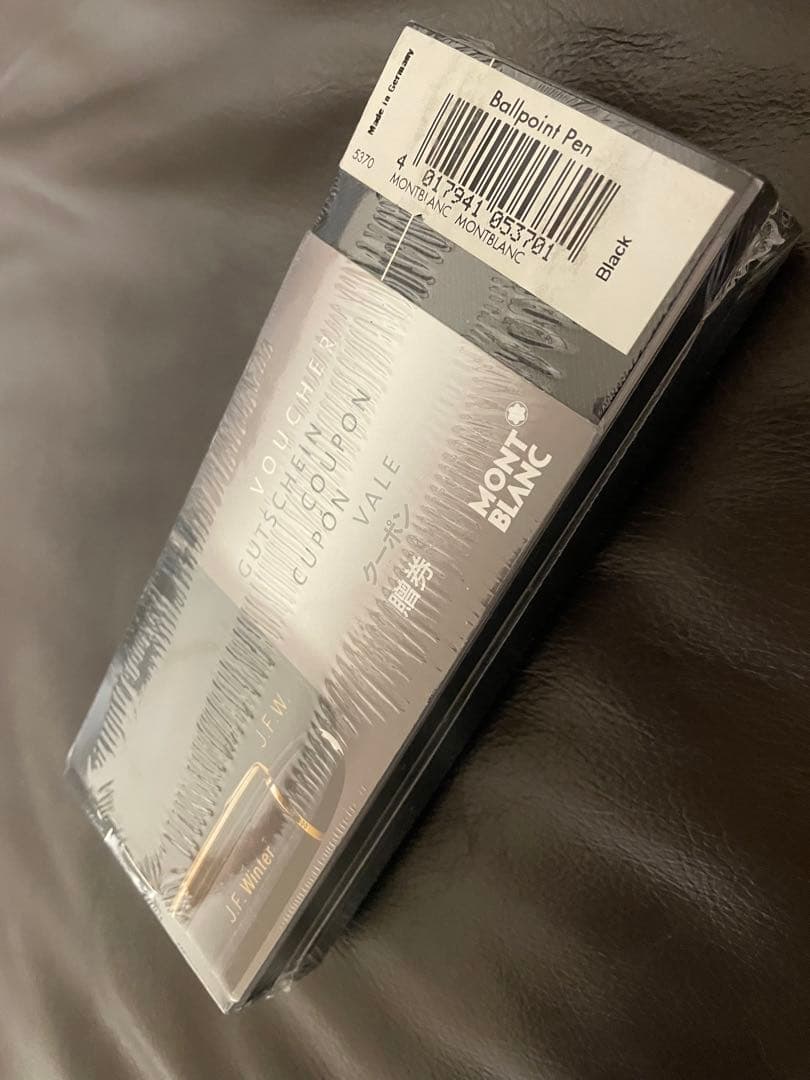 Made in Germany
Ballpoint Pen
5370
4 017941 053701
MONTBLANC MONTBLANC
Black
VOUCHER
GUTSCHEIN
COUPON
CUPON
VALE
クーポン
贈券
MONT
BLANC
J.F.W
J.F. Winter